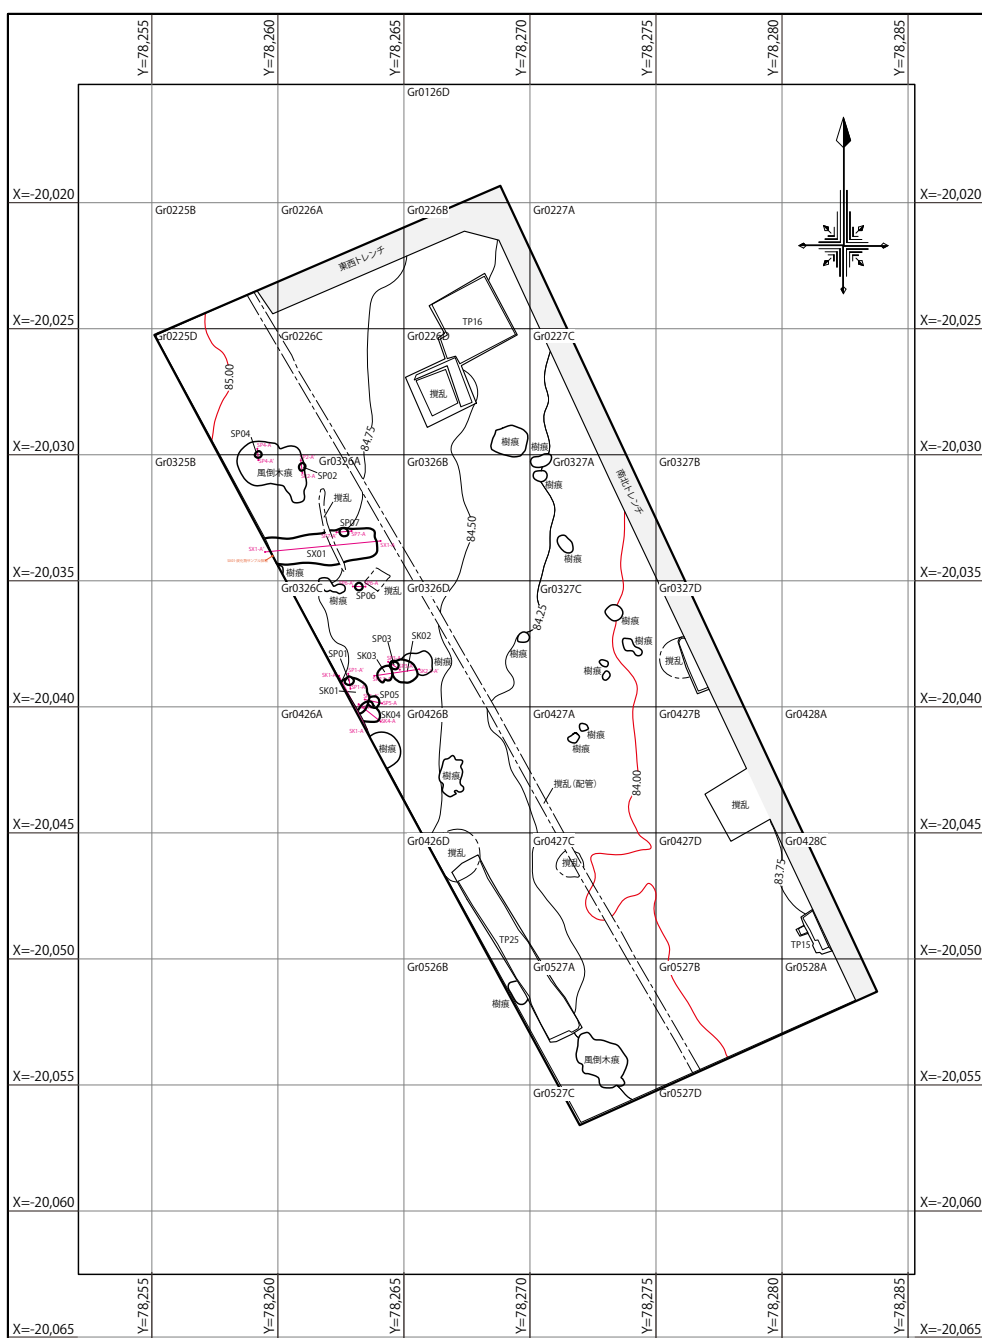 Y=78,255
Y=78,260
Y=78,265
Y=78,270
Y=78,275
Y=78,280
Y=78,285
Gr0126D
X=-20,020
X=-20,020
Gr0225B
Gr0226A
Gr0226B
Gr0227A
東西トレンチ
TP16
X=-20,025
X=-20,025
Gr0225D
Gr0226C
Gr0226D
Gr0227C
85.00
撹乱
84.75
SP04
SP4-A
SP4-A'
樹痕
樹痕
X=-20,030
X=-20,030
Gr0325B
Gr0326A
Gr0326B
Gr0327A
Gr0327B
風倒木痕
SP02
樹痕
南北トレンチ
撹乱
84.50
SP07
SP7-A
SX1-A'
SX01
SX1-A
樹痕
樹痕
X=-20,035
X=-20,035
Gr0326C
Gr0326D
Gr0327C
Gr0327D
撹乱
樹痕
SP06
84.25
樹痕
樹痕
樹痕
SP03
SK02
SP01
SK03
樹痕
撹乱
SP1-A'
SK01
SP05
SP5-A
X=-20,040
X=-20,040
Gr0426A
SK04
Gr0426B
Gr0427A
Gr0427B
Gr0428A
SK4-A
SK1-A
樹痕
樹痕
樹痕
樹痕
撹乱(配管)
84.00
撹乱
X=-20,045
X=-20,045
Gr0426D
Gr0427C
Gr0427D
Gr0428C
撹乱
撹乱
83.75
TP25
TP15
X=-20,050
X=-20,050
Gr0526B
Gr0527A
Gr0527B
Gr0528A
樹痕
風倒木痕
X=-20,055
X=-20,055
Gr0527C
Gr0527D
X=-20,060
X=-20,060
Y=78,255
Y=78,260
Y=78,265
Y=78,270
Y=78,275
Y=78,280
Y=78,285
X=-20,065
X=-20,065